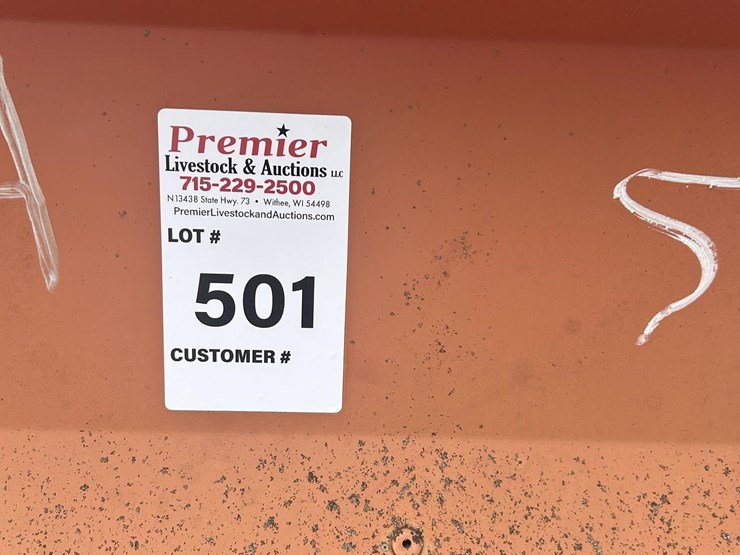 Premier
Livestock & Auctions LLC
715-229-2500
N13438 State Hwy. 73 • Withee, WI 54498
PremierLivestockandAuctions.com
LOT #
501
CUSTOMER #